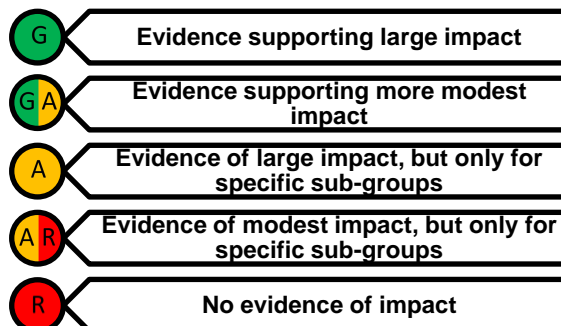 G Evidence supporting large impact
G A Evidence supporting more modest
impact
A Evidence of large impact, but only for
specific sub-groups
A R Evidence of modest impact, but only for
specific sub-groups
R No evidence of impact